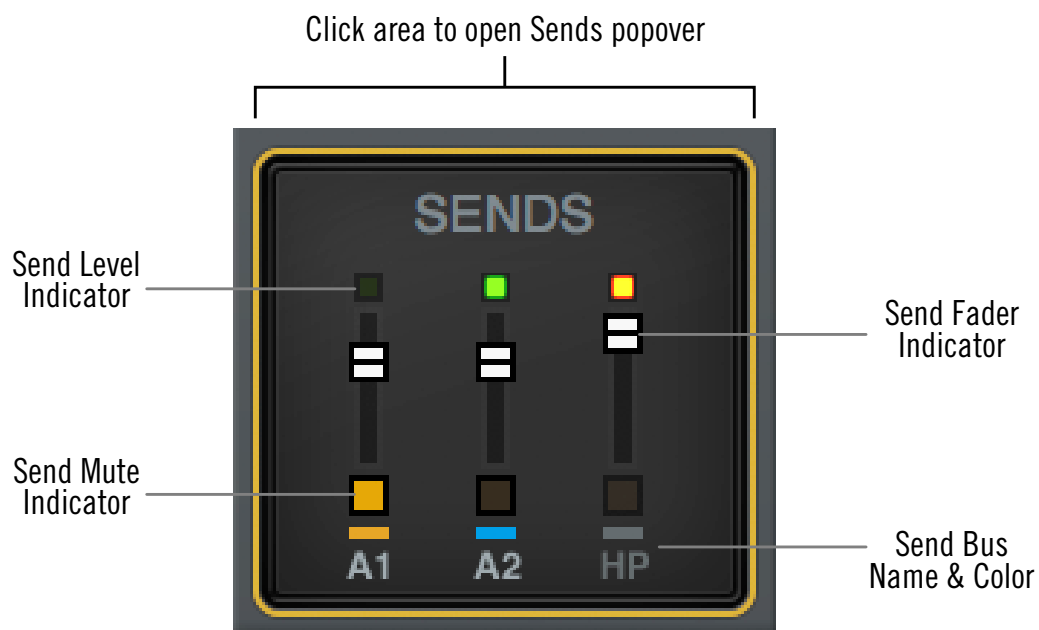 Click area to open Sends popover
SENDS
Send Level
Indicator
Send Fader
Indicator
Send Mute
Indicator
A1 A2 HP
Send Bus
Name & Color